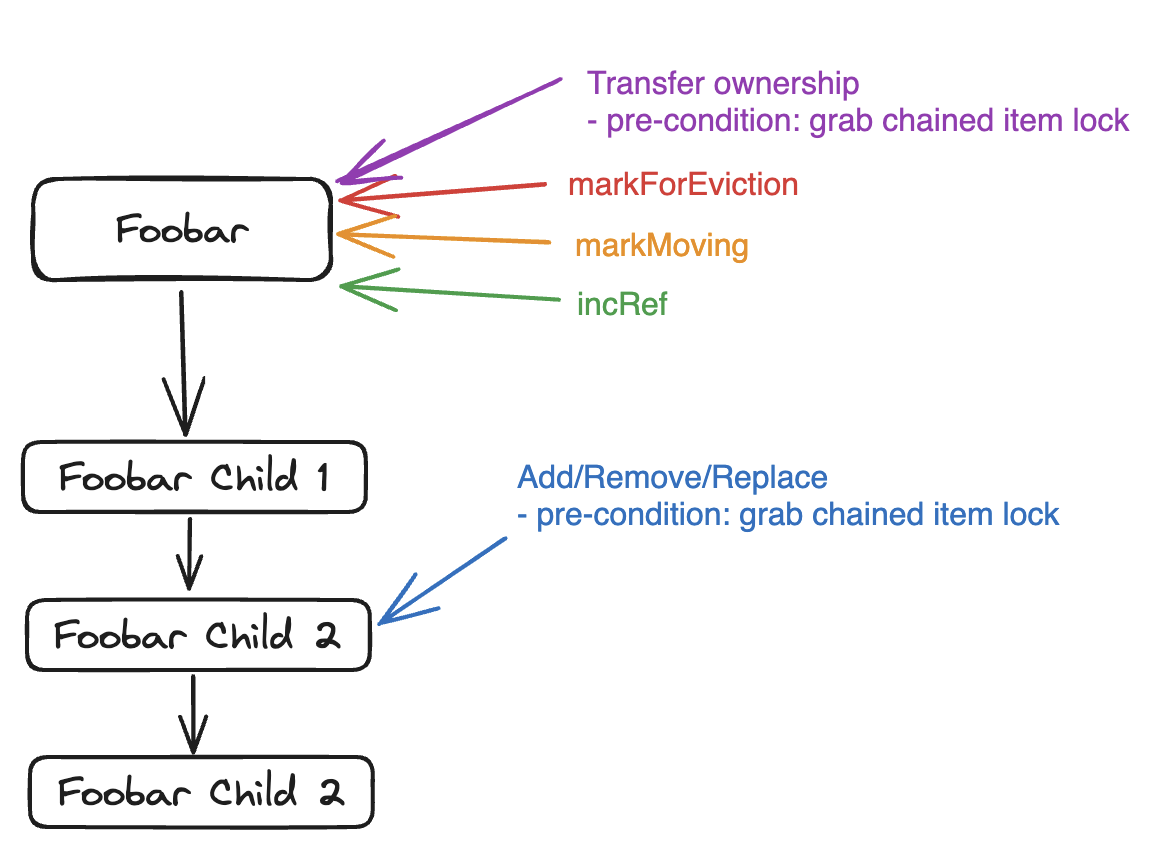 Transfer ownership
- pre-condition: grab chained item lock
markForEviction
Foobar
markMoving
incRef
Foobar Child 1
Add/Remove/Replace
- pre-condition: grab chained item lock
Foobar Child 2
Foobar Child 2